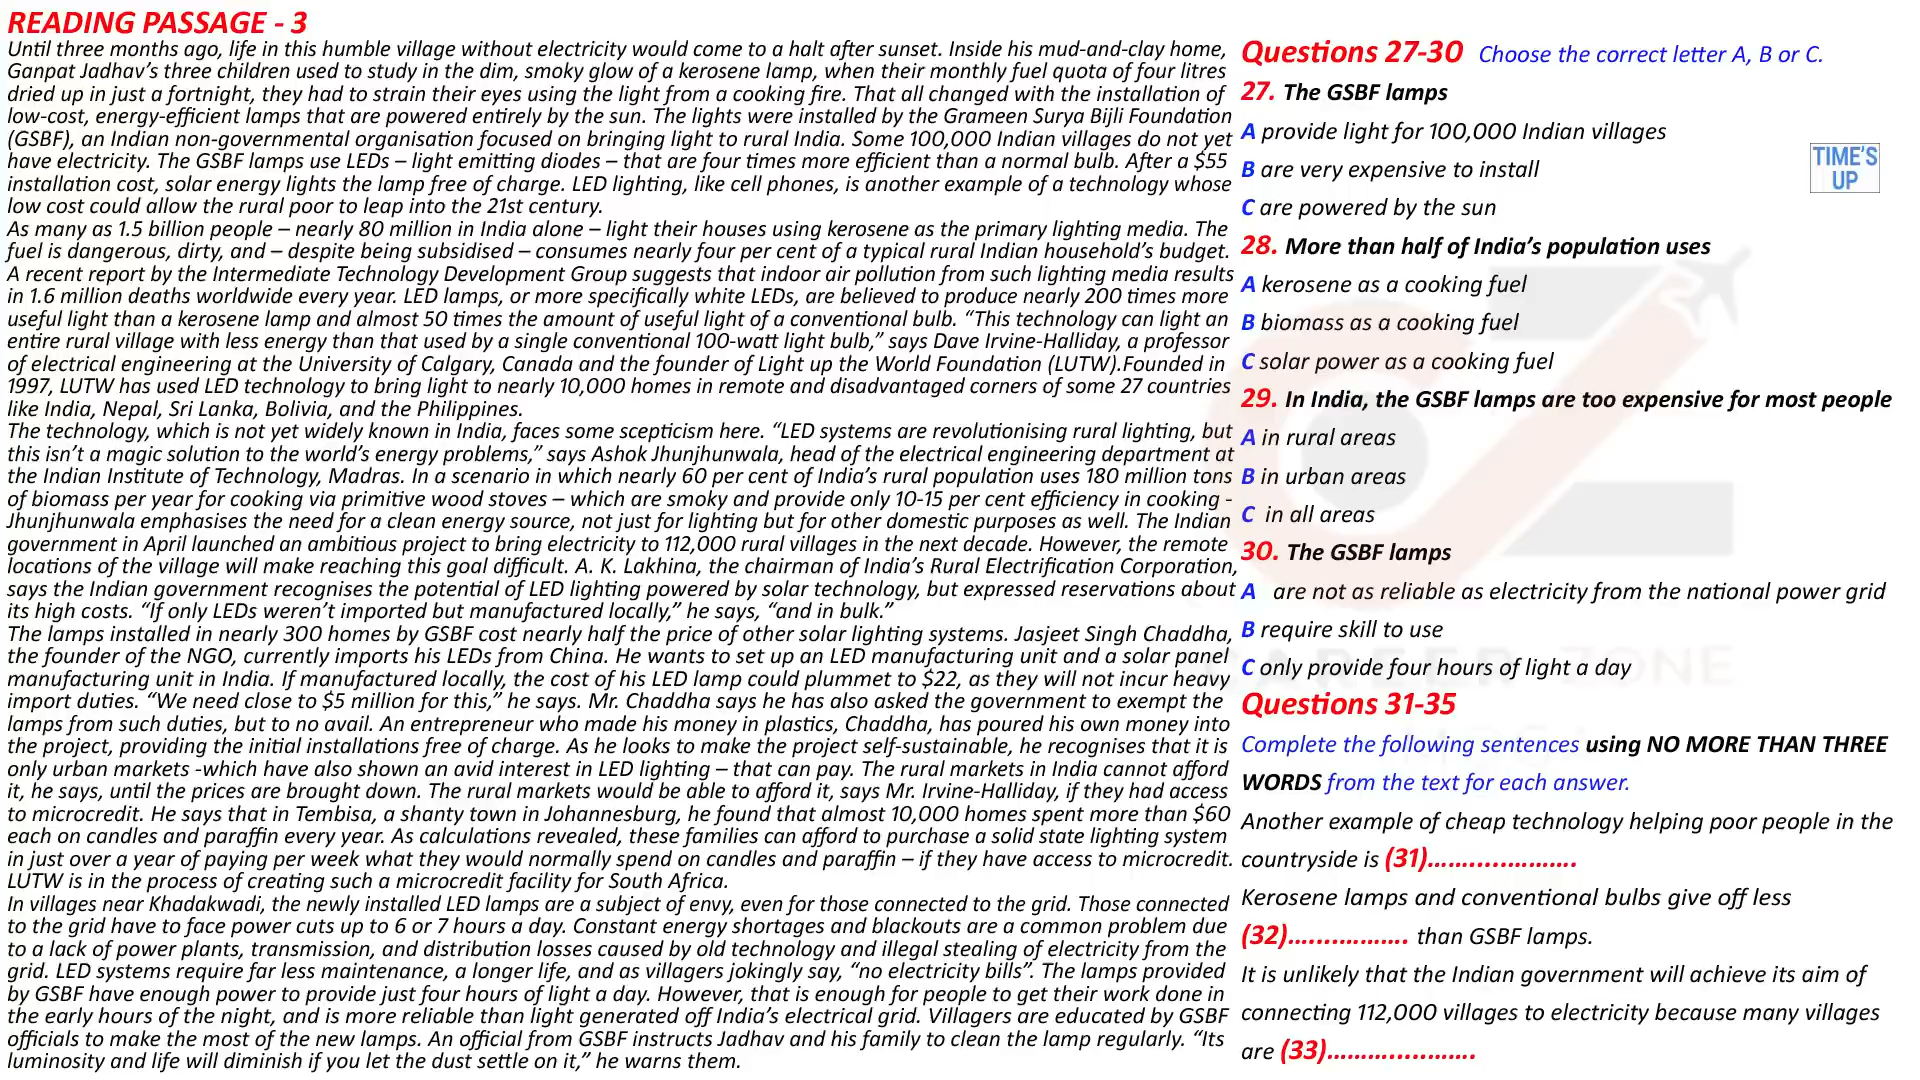 READING PASSAGE - 3
Until three months ago, life in this humble village without electricity would come to a halt after sunset. Inside his mud-and-clay home,
Ganpat Jadhav's three children used to study in the dim, smoky glow of a kerosene lamp, when their monthly fuel quota of four litres
dried up in just a fortnight, they had to strain their eyes using the light from a cooking fire. That all changed with the installation of
low-cost, energy-efficient lamps that are powered entirely by the sun. The lights were installed by the Grameen Surya Bijli Foundation
(GSBF), an Indian non-governmental organisation focused on bringing light to rural India. Some 100,000 Indian villages do not yet
have electricity. The GSBF lamps use LEDs – light emitting diodes – that are four times more efficient than a normal bulb. After a $55
installation cost, solar energy lights the lamp free of charge. LED lighting, like cell phones, is another example of a technology whose
low cost could allow the rural poor to leap into the 21st century.
As many as 1.5 billion people – nearly 80 million in India alone – light their houses using kerosene as the primary lighting media. The
fuel is dangerous, dirty, and – despite being subsidised – consumes nearly four per cent of a typical rural Indian household's budget.
A recent report by the Intermediate Technology Development Group suggests that indoor air pollution from such lighting media results
in 1.6 million deaths worldwide every year. LED lamps, or more specifically white LEDs, are believed to produce nearly 200 times more
useful light than a kerosene lamp and almost 50 times the amount of useful light of a conventional bulb. "This technology can light an
entire rural village with less energy than that used by a single conventional 100-watt light bulb," says Dave Irvine-Halliday, a professor
of electrical engineering at the University of Calgary, Canada and the founder of Light up the World Foundation (LUTW).Founded in
1997, LUTW has used LED technology to bring light to nearly 10,000 homes in remote and disadvantaged corners of some 27 countries
like India, Nepal, Sri Lanka, Bolivia, and the Philippines.
The technology, which is not yet widely known in India, faces some scepticism here. "LED systems are revolutionising rural lighting, but
this isn't a magic solution to the world's energy problems," says Ashok Jhunjhunwala, head of the electrical engineering department at
the Indian Institute of Technology, Madras. In a scenario in which nearly 60 per cent of India's rural population uses 180 million tons
of biomass per year for cooking via primitive wood stoves – which are smoky and provide only 10-15 per cent efficiency in cooking -
Jhunjhunwala emphasises the need for a clean energy source, not just for lighting but for other domestic purposes as well. The Indian
government in April launched an ambitious project to bring electricity to 112,000 rural villages in the next decade. However, the remote
locations of the village will make reaching this goal difficult. A. K. Lakhina, the chairman of India's Rural Electrification Corporation,
says the Indian government recognises the potential of LED lighting powered by solar technology, but expressed reservations about
its high costs. "If only LEDs weren't imported but manufactured locally," he says, "and in bulk."
The lamps installed in nearly 300 homes by GSBF cost nearly half the price of other solar lighting systems. Jasjeet Singh Chaddha,
the founder of the NGO, currently imports his LEDs from China. He wants to set up an LED manufacturing unit and a solar panel
manufacturing unit in India. If manufactured locally, the cost of his LED lamp could plummet to $22, as they will not incur heavy
import duties. "We need close to $5 million for this," he says. Mr. Chaddha says he has also asked the government to exempt the
lamps from such duties, but to no avail. An entrepreneur who made his money in plastics, Chaddha, has poured his own money into
the project, providing the initial installations free of charge. As he looks to make the project self-sustainable, he recognises that it is
only urban markets -which have also shown an avid interest in LED lighting – that can pay. The rural markets in India cannot afford
it, he says, until the prices are brought down. The rural markets would be able to afford it, says Mr. Irvine-Halliday, if they had access
to microcredit. He says that in Tembisa, a shanty town in Johannesburg, he found that almost 10,000 homes spent more than $60
each on candles and paraffin every year. As calculations revealed, these families can afford to purchase a solid state lighting system
in just over a year of paying per week what they would normally spend on candles and paraffin – if they have access to microcredit.
LUTW is in the process of creating such a microcredit facility for South Africa.
In villages near Khadakwadi, the newly installed LED lamps are a subject of envy, even for those connected to the grid. Those connected
to the grid have to face power cuts up to 6 or 7 hours a day. Constant energy shortages and blackouts are a common problem due
to a lack of power plants, transmission, and distribution losses caused by old technology and illegal stealing of electricity from the
grid. LED systems require far less maintenance, a longer life, and as villagers jokingly say, "no electricity bills". The lamps provided
by GSBF have enough power to provide just four hours of light a day. However, that is enough for people to get their work done in
the early hours of the night, and is more reliable than light generated off India's electrical grid. Villagers are educated by GSBF
officials to make the most of the new lamps. An official from GSBF instructs Jadhav and his family to clean the lamp regularly. "Its
luminosity and life will diminish if you let the dust settle on it," he warns them.
Questions 27-30 Choose the correct letter A, B or C.
27. The GSBF lamps
A provide light for 100,000 Indian villages
B are very expensive to install
C are powered by the sun
28. More than half of India's population uses
A kerosene as a cooking fuel
B biomass as a cooking fuel
C solar power as a cooking fuel
29. In India, the GSBF lamps are too expensive for most people
A in rural areas
B in urban areas
C in all areas
30. The GSBF lamps
A are not as reliable as electricity from the national power grid
B require skill to use
C only provide four hours of light a day
Questions 31-35
Complete the following sentences using NO MORE THAN THREE
WORDS from the text for each answer.
Another example of cheap technology helping poor people in the
countryside is (31)....................
Kerosene lamps and conventional bulbs give off less
(32)................. than GSBF lamps.
It is unlikely that the Indian government will achieve its aim of
connecting 112,000 villages to electricity because many villages
are (33)....................
TIME'S
UP
CAREER ZONE